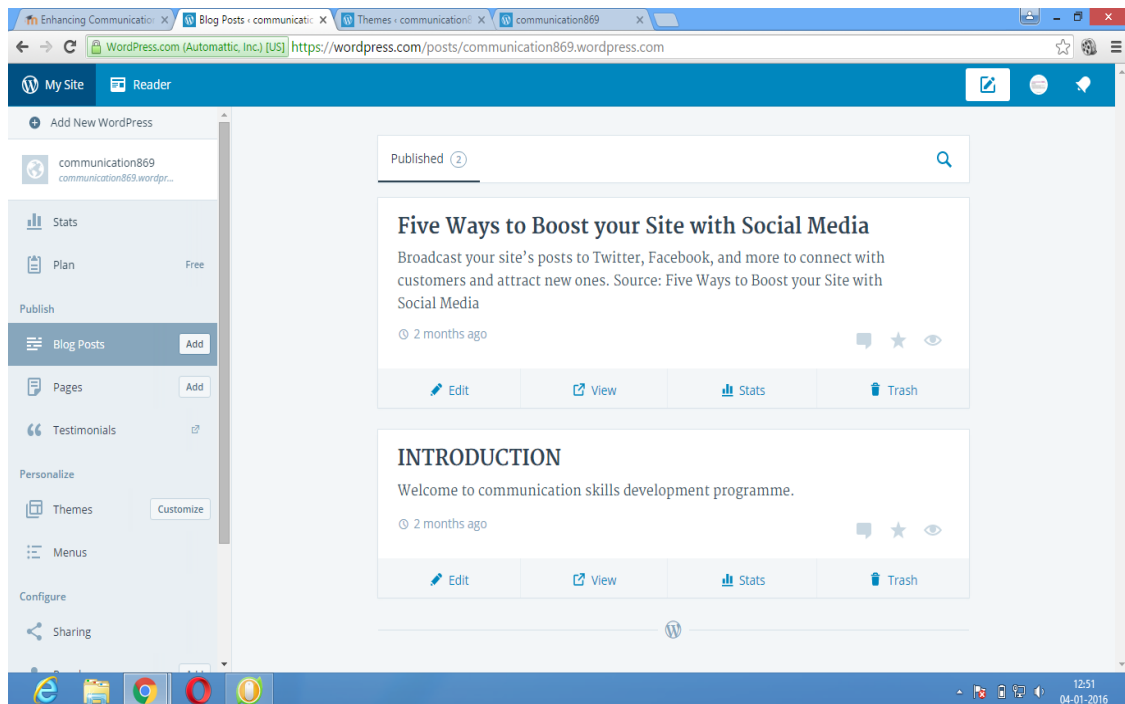 Enhancing Communication
Blog Posts ‹ communicatic
Themes ‹ communication8
communication869
WordPress.com (Automattic, Inc.) [US] https://wordpress.com/posts/communication869.wordpress.com
My Site
Reader
Add New WordPress
communication869
communication869.wordpr...
Stats
Plan Free
Publish
Blog Posts Add
Pages Add
Testimonials
Personalize
Themes Customize
Menus
Configure
Sharing
Published 2
Five Ways to Boost your Site with Social Media
Broadcast your site's posts to Twitter, Facebook, and more to connect with
customers and attract new ones. Source: Five Ways to Boost your Site with
Social Media
2 months ago
Edit View Stats Trash
INTRODUCTION
Welcome to communication skills development programme.
2 months ago
Edit View Stats Trash
12:51
04-01-2016